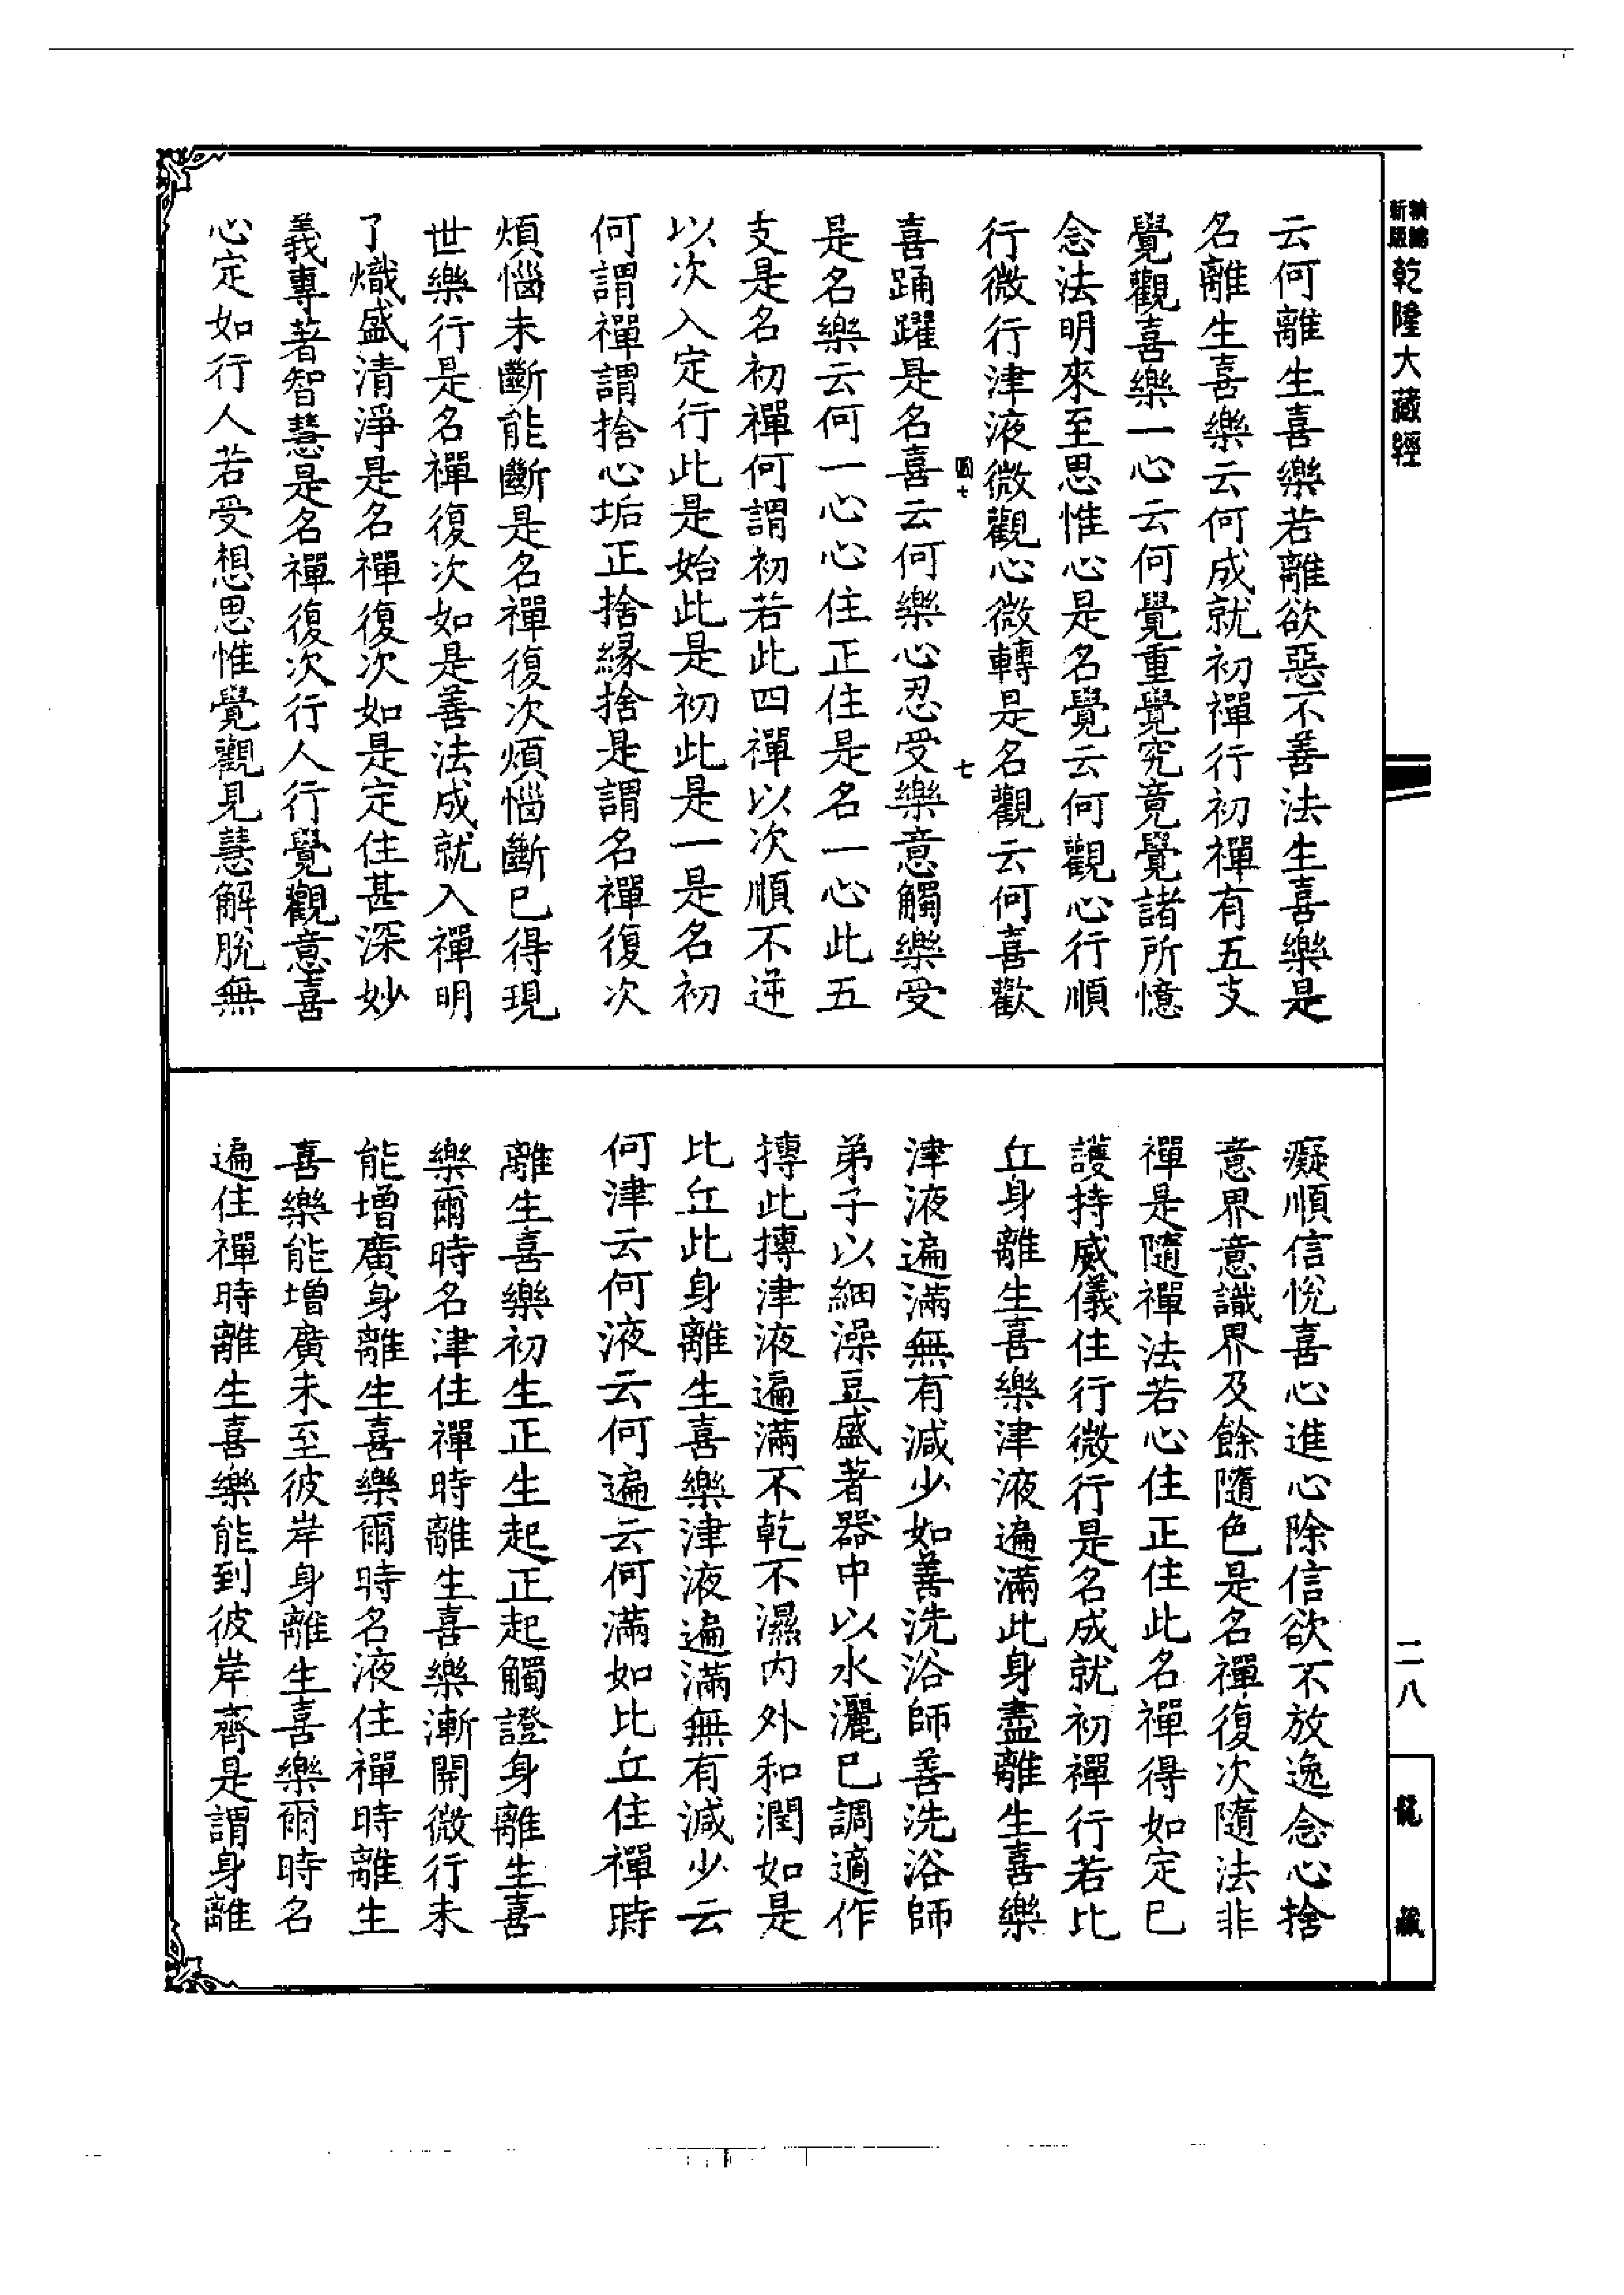 乾隆大藏經
云何離生喜樂若離欲惡不善法生喜樂是
名離生喜樂云何成就初禪行初禪有五支
覺觀喜樂一心云何覺重覺究竟覺諸所憶
念法明來至思惟心是名覺云何觀心行順
行微行津液微觀心微轉是名觀云何喜歡
七
喜踊躍是名喜云何樂心忍受樂意觸樂受
是名樂云何一心心住正住是名一心此五
支是名初禪何謂初若此四禪以次順不逆
以次入定行此是始此是初此是一是名初
何謂禪謂捨心垢正捨緣捨是謂名禪復次
煩惱未斷能斷是名禪復次煩惱斷已得現
世樂行是名禪復次如是善法成就入禪明
了熾盛清淨是名禪復次如是定住甚深妙
義專著智慧是名禪復次行人行覺觀意喜
心定如行人若受想思惟覺觀見慧解脫無
癡順信悅喜心進心除信欲不放逸念心捨
意界意識界及餘隨色是名禪復次隨法非
禪是隨禪法若心住正住此名禪得如定已
護持威儀住行微行是名成就初禪行若比
丘身離生喜樂津液遍滿此身盡離生喜樂
津液遍滿無有減少如善洗浴師善洗浴師
弟子以細澡豆盛著器中以水灑已調適作
摶此摶津液遍滿不乾不濕內外和潤如是
比丘此身離生喜樂津液遍滿無有減少云
何津云何液云何遍云何滿如比丘住禪時
離生喜樂初生正生起正起觸證身離生喜
樂爾時名津住禪時離生喜樂漸開微行未
能增廣身離生喜樂爾時名液住禪時離生
喜樂能增廣未至彼岸身離生喜樂爾時名
遍住禪時離生喜樂能到彼岸齊是謂身離
二八
龍藏